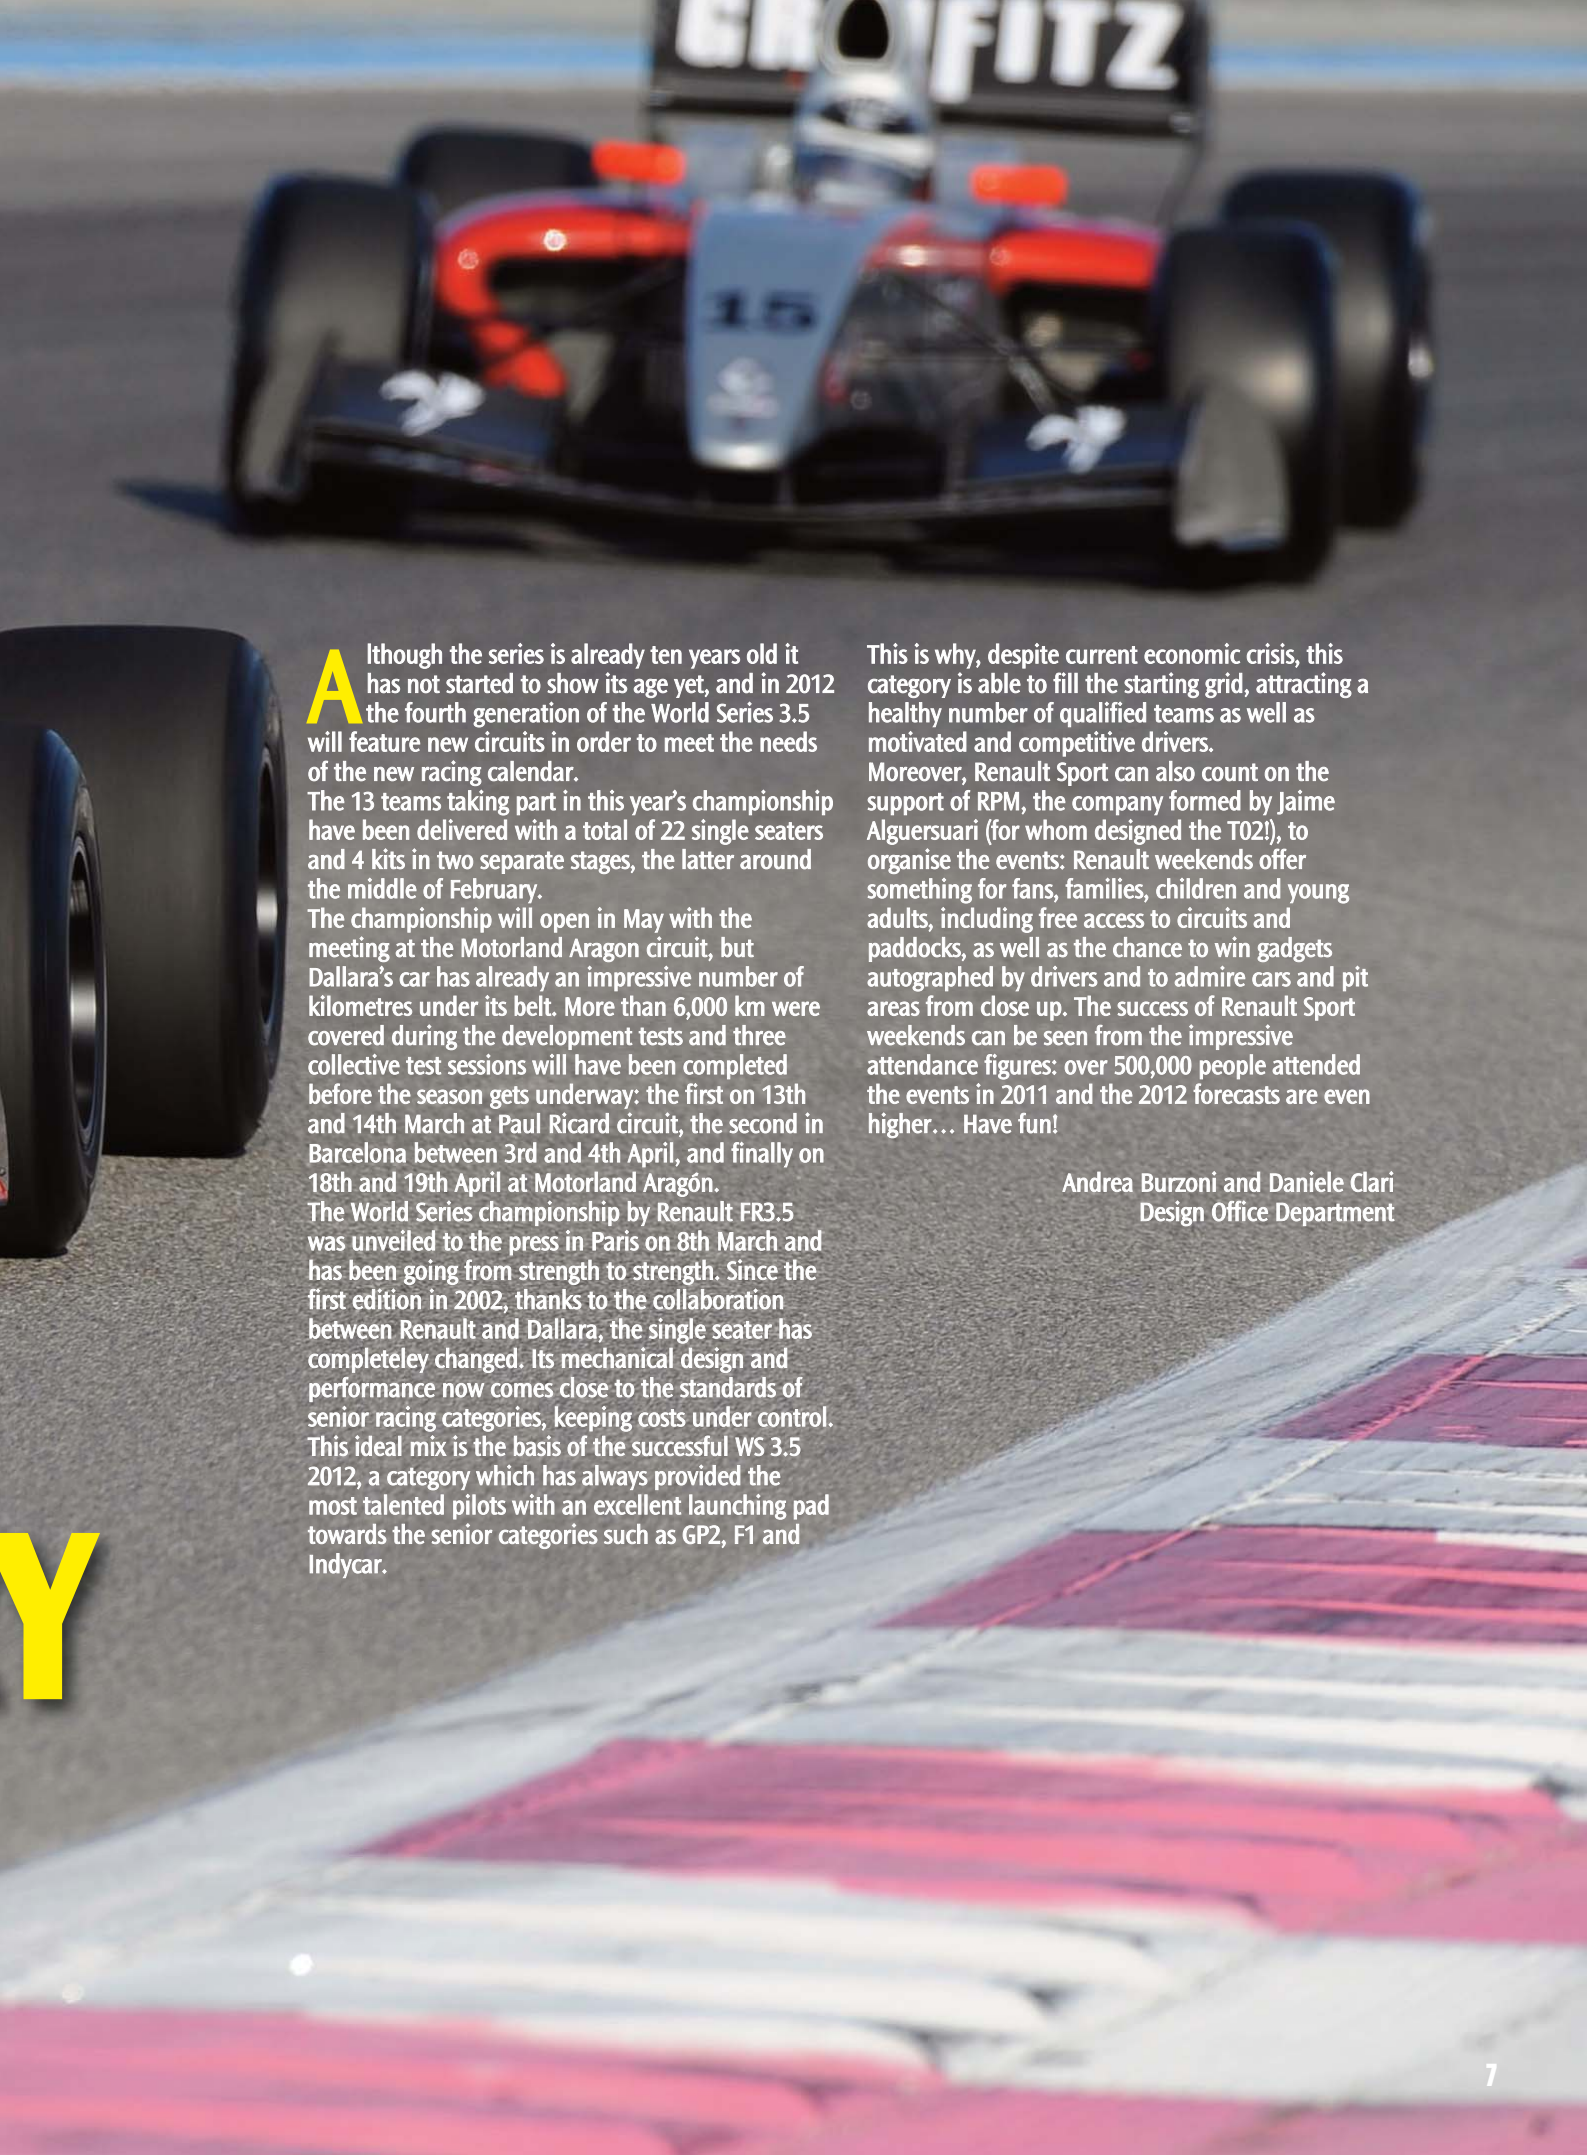 15
Although the series is already ten years old it
has not started to show its age yet, and in 2012
the fourth generation of the World Series 3.5
will feature new circuits in order to meet the needs
of the new racing calendar.
The 13 teams taking part in this year’s championship
have been delivered with a total of 22 single seaters
and 4 kits in two separate stages, the latter around
the middle of February.
The championship will open in May with the
meeting at the Motorland Aragon circuit, but
Dallara’s car has already an impressive number of
kilometres under its belt. More than 6,000 km were
covered during the development tests and three
collective test sessions will have been completed
before the season gets underway: the first on 13th
and 14th March at Paul Ricard circuit, the second in
Barcelona between 3rd and 4th April, and finally on
18th and 19th April at Motorland Aragón.
The World Series championship by Renault FR3.5
was unveiled to the press in Paris on 8th March and
has been going from strength to strength. Since the
first edition in 2002, thanks to the collaboration
between Renault and Dallara, the single seater has
completeley changed. Its mechanical design and
performance now comes close to the standards of
senior racing categories, keeping costs under control.
This ideal mix is the basis of the successful WS 3.5
2012, a category which has always provided the
most talented pilots with an excellent launching pad
towards the senior categories such as GP2, F1 and
Indycar.
This is why, despite current economic crisis, this
category is able to fill the starting grid, attracting a
healthy number of qualified teams as well as
motivated and competitive drivers.
Moreover, Renault Sport can also count on the
support of RPM, the company formed by Jaime
Alguersuari (for whom designed the T02!), to
organise the events: Renault weekends offer
something for fans, families, children and young
adults, including free access to circuits and
paddocks, as well as the chance to win gadgets
autographed by drivers and to admire cars and pit
areas from close up. The success of Renault Sport
weekends can be seen from the impressive
attendance figures: over 500,000 people attended
the events in 2011 and the 2012 forecasts are even
higher… Have fun!
Andrea Burzoni and Daniele Clari
Design Office Department
Y
7